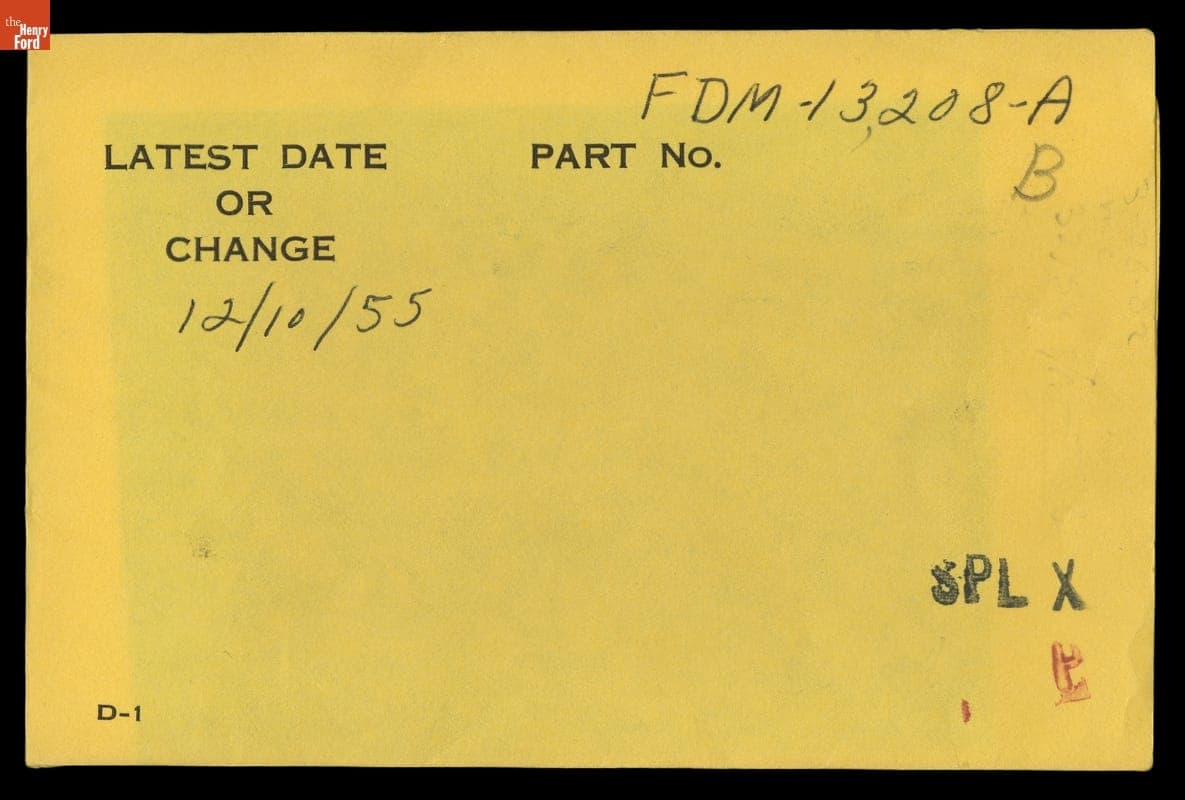 the
Henry
Ford
FDM-13,208-A
LATEST DATE
PART No.
B
OR
CHANGE
12/10/55
SPL X
D-1